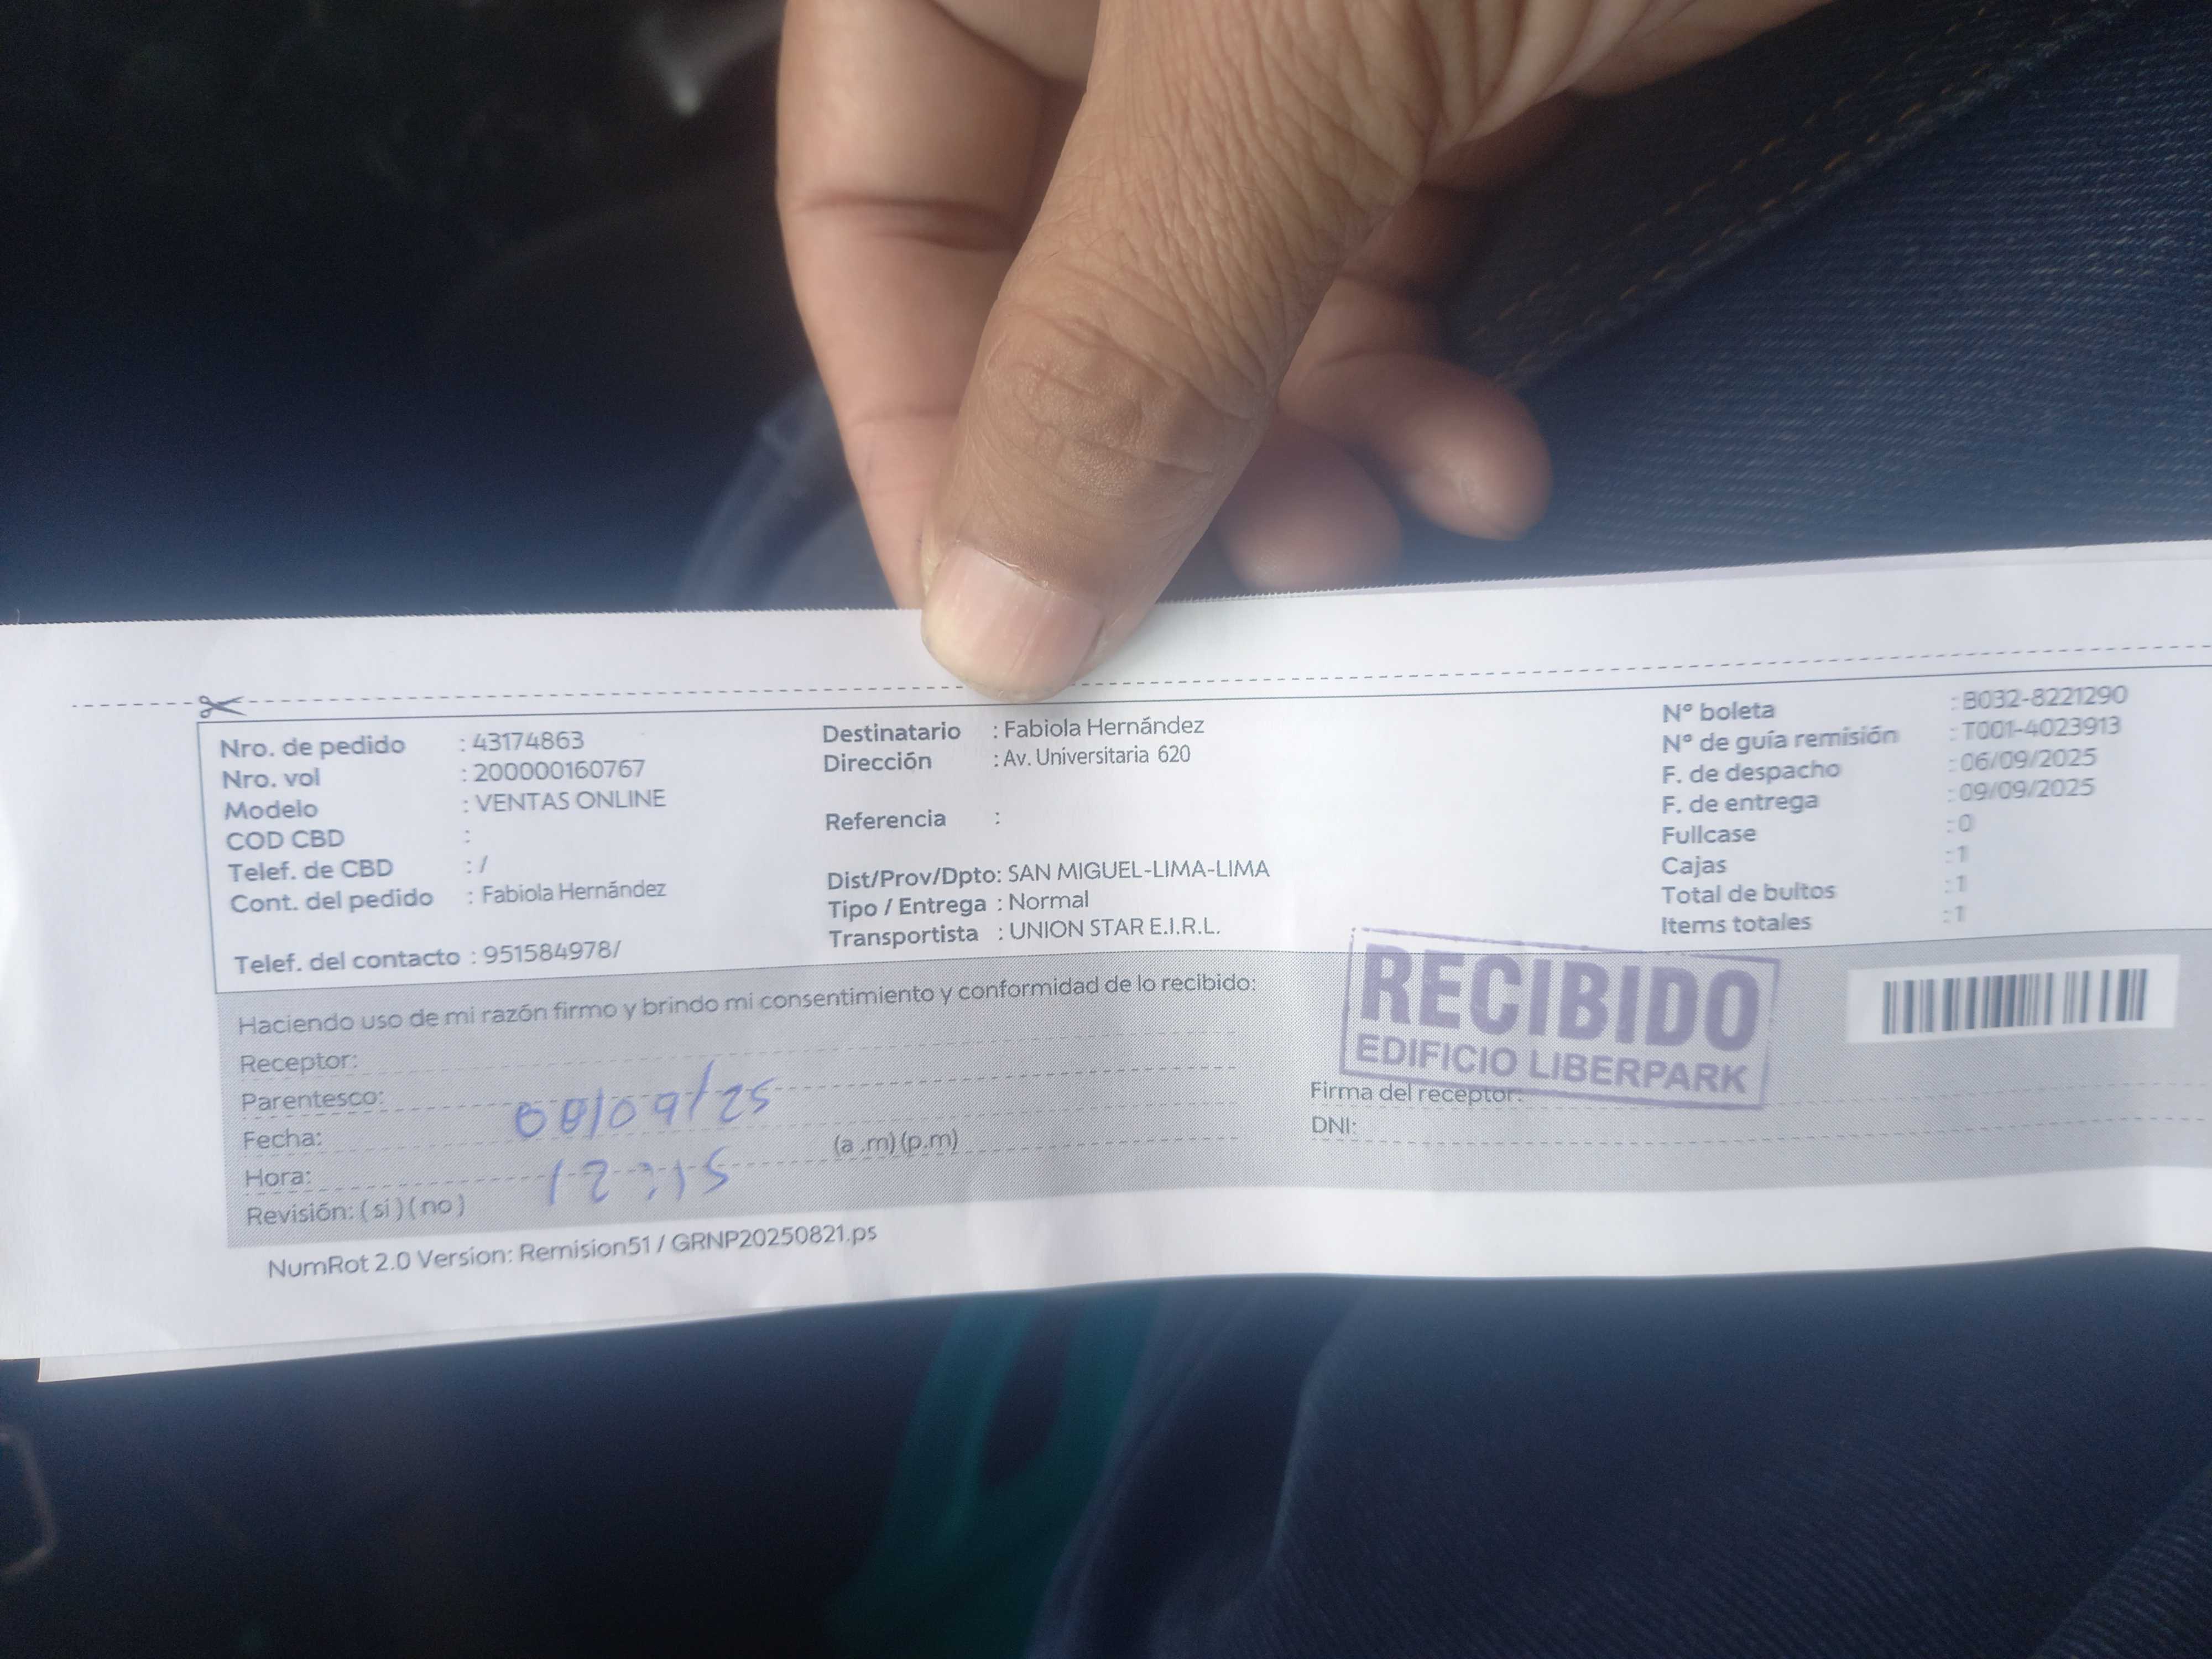 Nro. de pedido : 43174863
Nro. vol : 200000160767
Modelo : VENTAS ONLINE
COD CBD :
Telef. de CBD : /
Cont. del pedido : Fabiola Hernández
Telef. del contacto : 951584978/
Destinatario : Fabiola Hernández
Dirección : Av. Universitaria 620
Referencia :
Dist/Prov/Dpto: SAN MIGUEL-LIMA-LIMA
Tipo / Entrega : Normal
Transportista : UNION STAR E.I.R.L.
Nº boleta : B032-8221290
Nº de guía remisión : T001-4023913
F. de despacho : 06/09/2025
F. de entrega : 09/09/2025
Fullcase : 0
Cajas : 1
Total de bultos : 1
Items totales : 1
Haciendo uso de mi razón firmo y brindo mi consentimiento y conformidad de lo recibido:
Receptor:
Parentesco:
Fecha: 08/09/25
Hora: 12:15 (a .m) (p.m)
Revisión: ( si ) ( no )
RECIBIDO
EDIFICIO LIBERPARK
Firma del receptor:
DNI:
NumRot 2.0 Version: Remision51 / GRNP20250821.ps